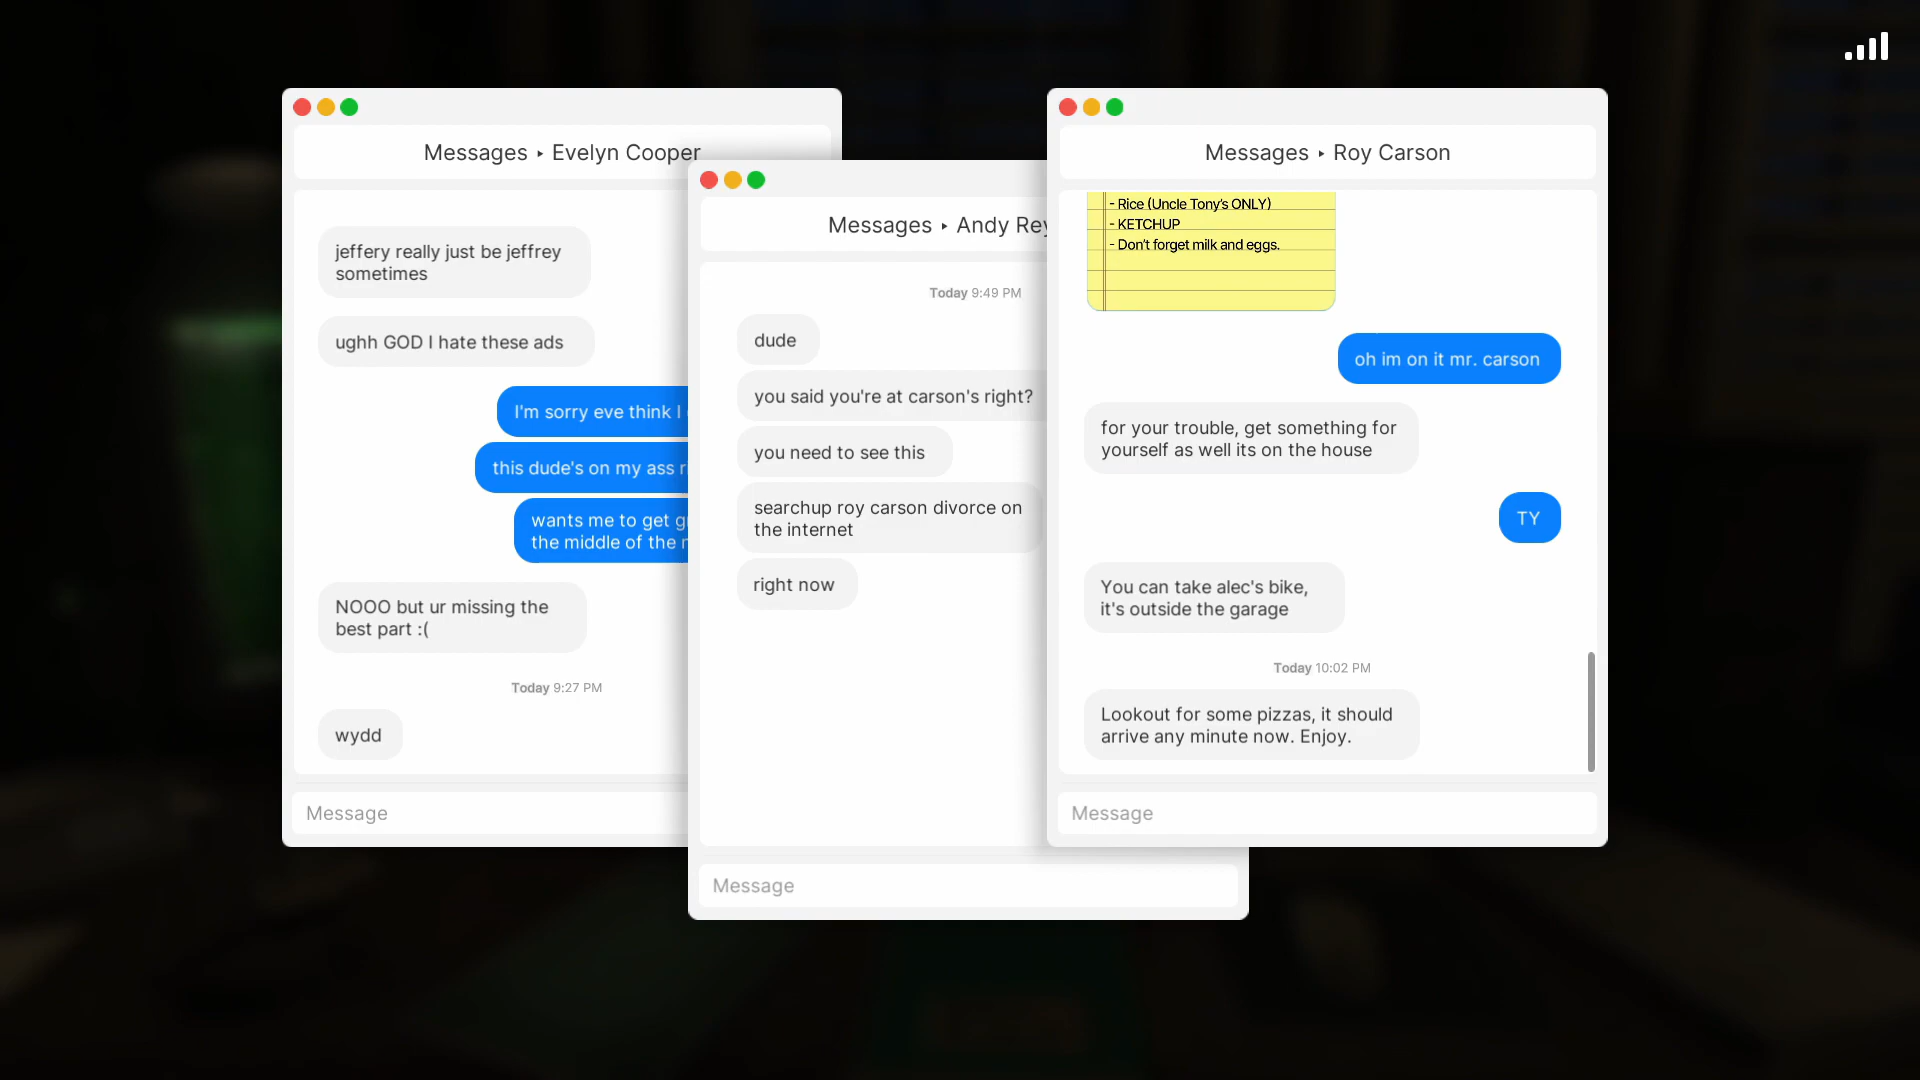 Messages ▸ Evelyn Cooper
jeffery really just be jeffrey
sometimes
ughh GOD I hate these ads
I'm sorry eve think I
this dude's on my ass
wants me to get
the middle of the
NOOO but ur missing the
best part :(
Today 9:27 PM
wydd
Message
Messages ▸ Andy
Today 9:49 PM
dude
you said you're at carson's right?
you need to see this
searchup roy carson divorce on
the internet
right now
Message
Messages ▸ Roy Carson
- Rice (Uncle Tony's ONLY)
- KETCHUP
- Don't forget milk and eggs.
oh im on it mr. carson
for your trouble, get something for
yourself as well its on the house
TY
You can take alec's bike,
it's outside the garage
Today 10:02 PM
Lookout for some pizzas, it should
arrive any minute now. Enjoy.
Message